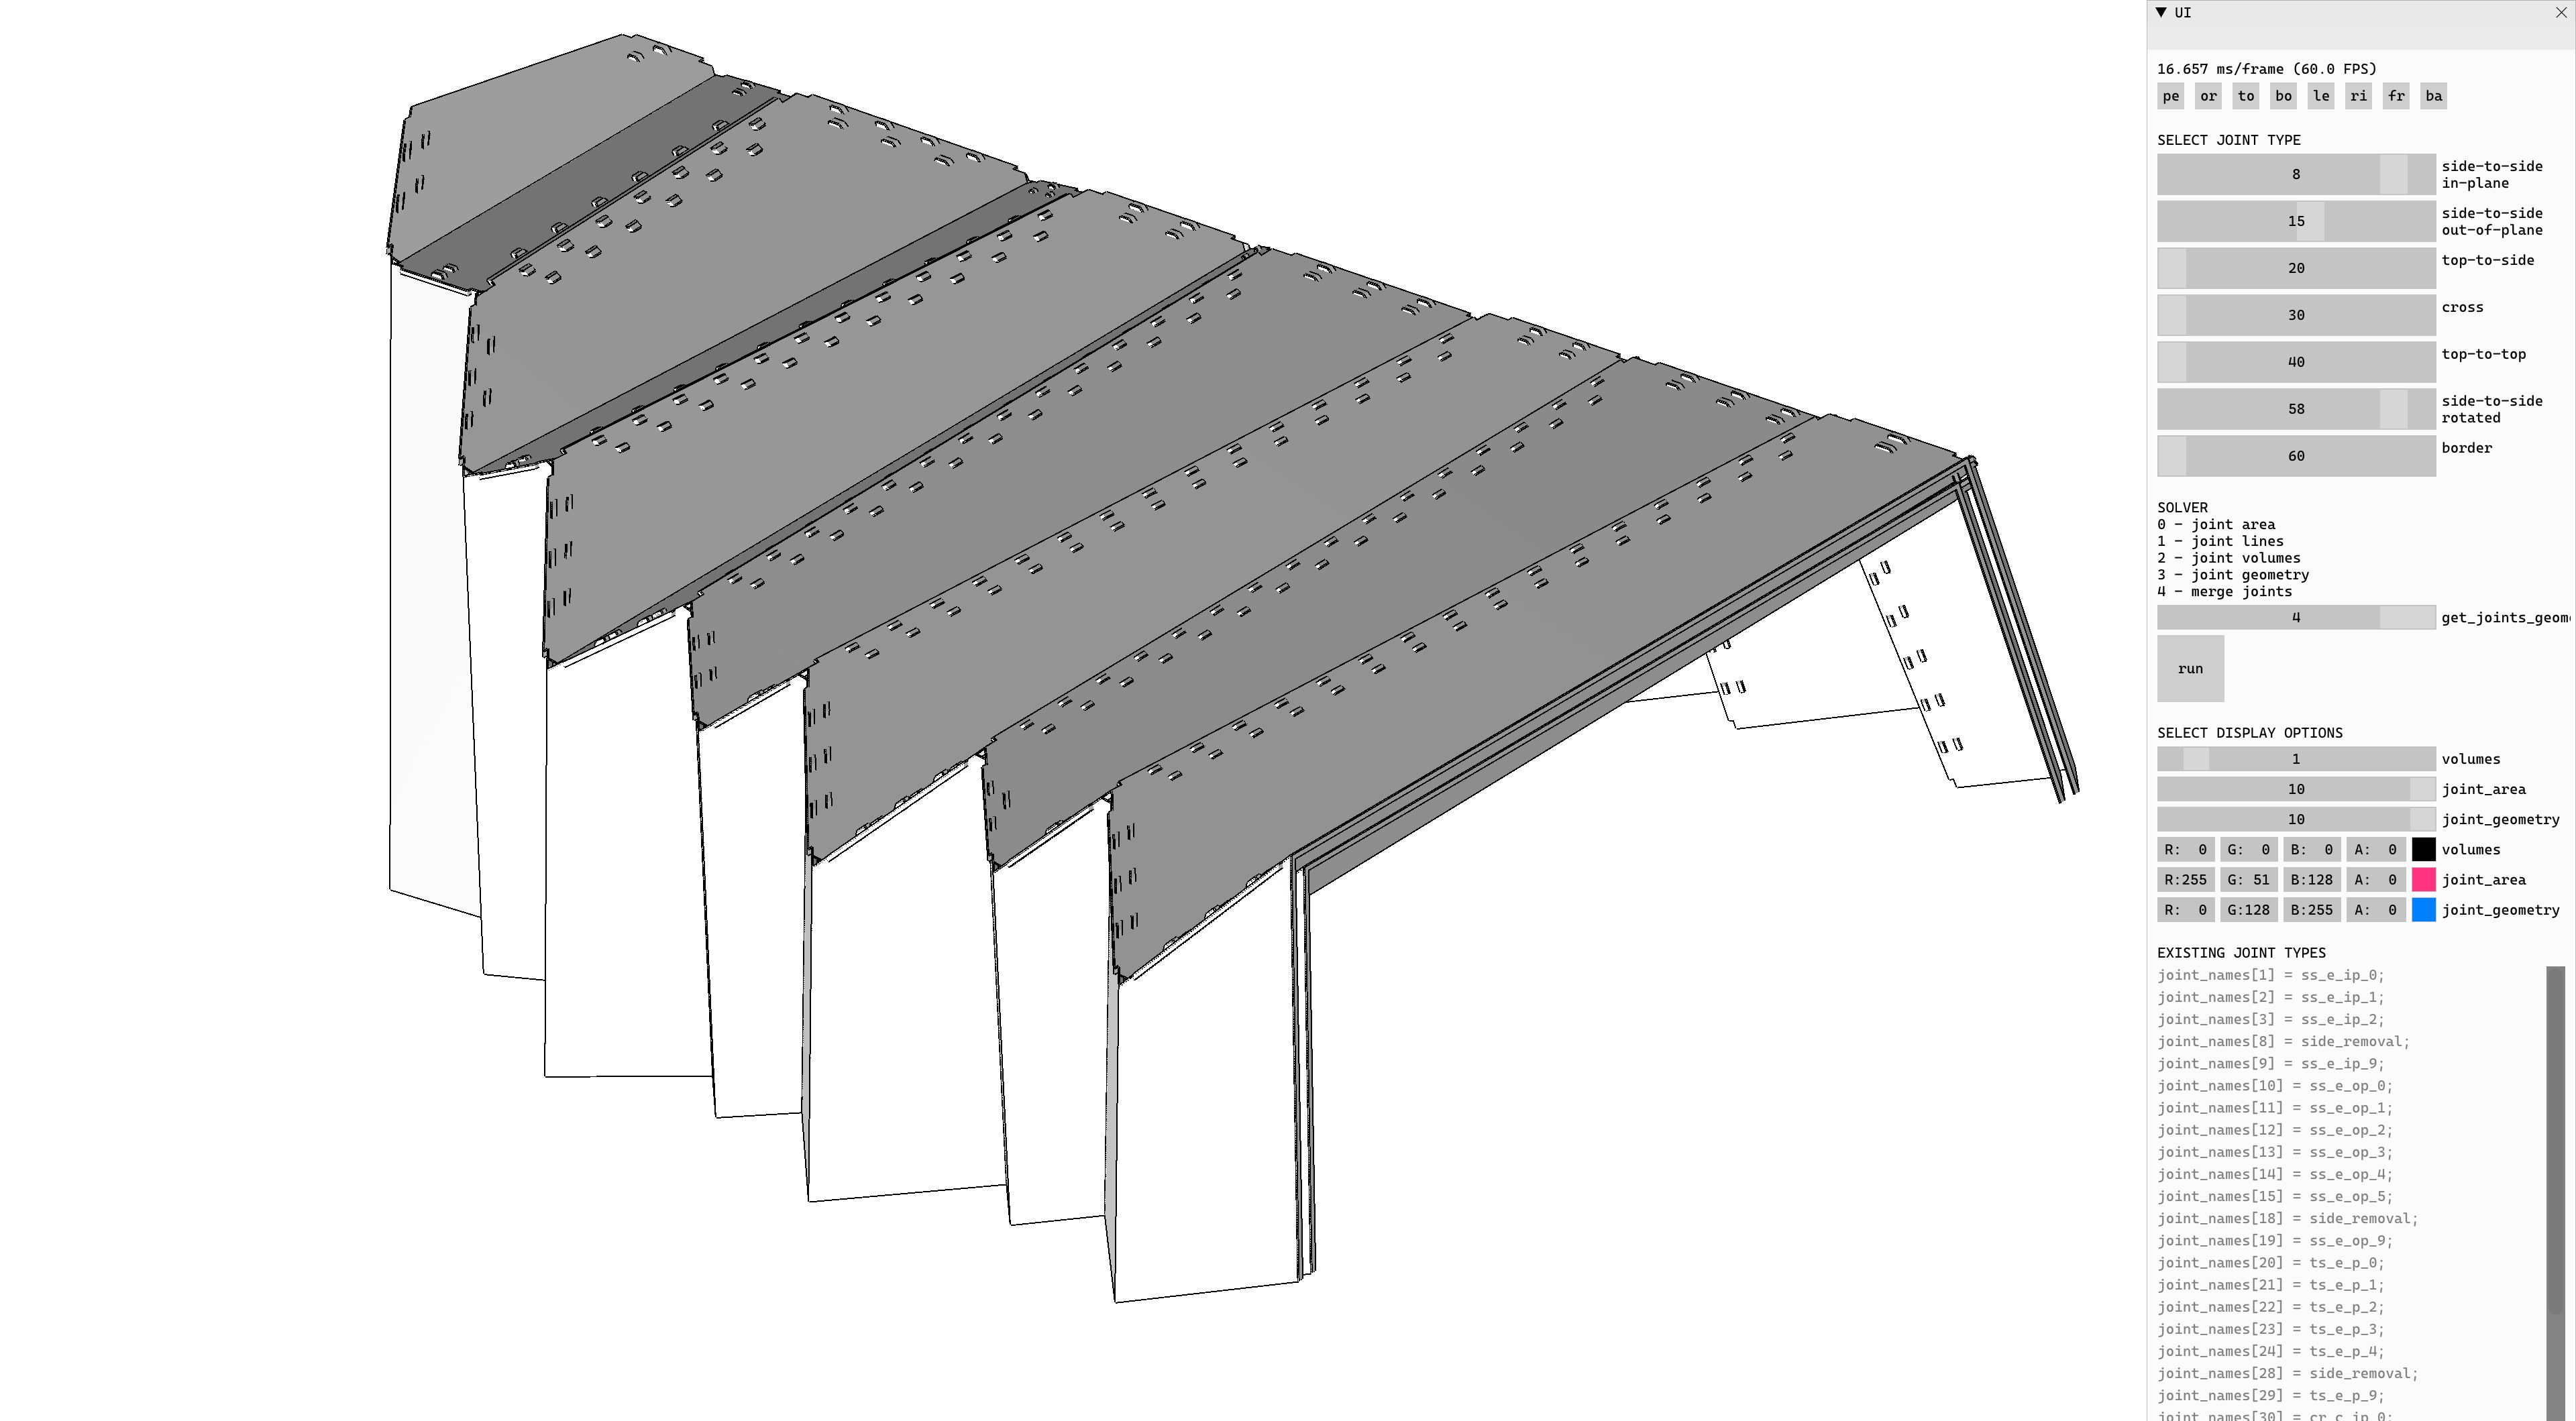 UI
16.657 ms/frame (60.0 FPS)
pe or to bo le ri fr ba
SELECT JOINT TYPE
8 side-to-side
in-plane
15 side-to-side
out-of-plane
20 top-to-side
30 cross
40 top-to-top
58 side-to-side
rotated
60 border
SOLVER
0 - joint area
1 - joint lines
2 - joint volumes
3 - joint geometry
4 - merge joints
4 get_joints_geom
run
SELECT DISPLAY OPTIONS
1 volumes
10 joint_area
10 joint_geometry
R: 0 G: 0 B: 0 A: 0 volumes
R:255 G: 51 B:128 A: 0 joint_area
R: 0 G:128 B:255 A: 0 joint_geometry
EXISTING JOINT TYPES
joint_names[1] = ss_e_ip_0;
joint_names[2] = ss_e_ip_1;
joint_names[3] = ss_e_ip_2;
joint_names[8] = side_removal;
joint_names[9] = ss_e_ip_9;
joint_names[10] = ss_e_op_0;
joint_names[11] = ss_e_op_1;
joint_names[12] = ss_e_op_2;
joint_names[13] = ss_e_op_3;
joint_names[14] = ss_e_op_4;
joint_names[15] = ss_e_op_5;
joint_names[18] = side_removal;
joint_names[19] = ss_e_op_9;
joint_names[20] = ts_e_p_0;
joint_names[21] = ts_e_p_1;
joint_names[22] = ts_e_p_2;
joint_names[23] = ts_e_p_3;
joint_names[24] = ts_e_p_4;
joint_names[28] = side_removal;
joint_names[29] = ts_e_p_9;
joint_names[30] = cr_c_ip_0;